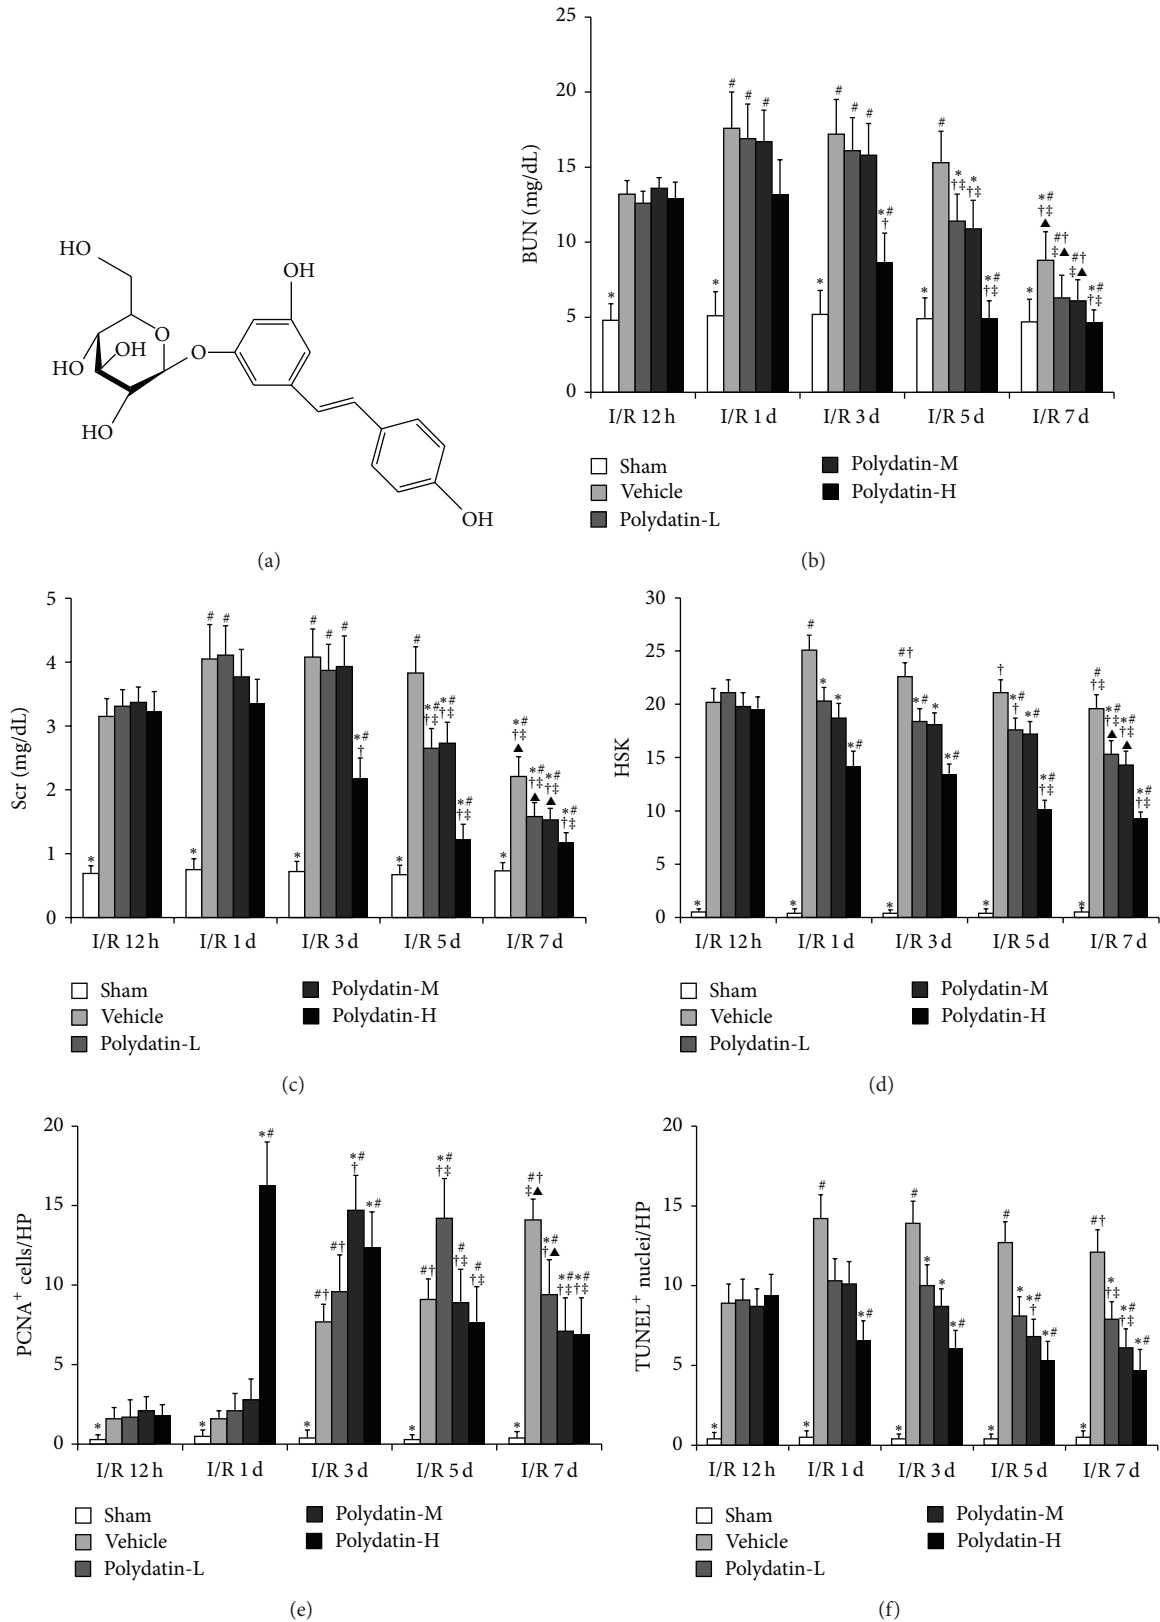 HO
O
OH
HO
HO
O
OH
OH
(a)
25
20
15
10
5
0
BUN (mg/dL)
# # # # # # #
* * * * *
*# †
* †‡ * †‡ *# †‡
*# †‡ ▲ #† ‡ ▲ #† ‡ ▲ *# †‡
I/R 12 h I/R 1 d I/R 3 d I/R 5 d I/R 7 d
Sham
Vehicle
Polydatin-L
Polydatin-M
Polydatin-H
(b)
5
4
3
2
1
0
Scr (mg/dL)
# # # # # #
* * * * *
*# †
*# †‡ *# †‡ *# †‡
*# †‡ ▲ *# †‡ ▲ *# †‡ ▲ *# †‡
I/R 12 h I/R 1 d I/R 3 d I/R 5 d I/R 7 d
Sham
Vehicle
Polydatin-L
Polydatin-M
Polydatin-H
(c)
30
25
20
15
10
5
0
HSK
* * * * *
# * * *#
#† *# * *#
† *# † *# *# †‡
# †‡ *# †‡ ▲ *# †‡ ▲ *# †‡
I/R 12 h I/R 1 d I/R 3 d I/R 5 d I/R 7 d
Sham
Vehicle
Polydatin-L
Polydatin-M
Polydatin-H
(d)
20
15
10
5
0
PCNA+ cells/HP
* * * * *
*#
#† #† *# † *#
#† *# †‡ # †‡ # †‡
#† ‡ ▲ *# † ▲ *# †‡ *# †‡
I/R 12 h I/R 1 d I/R 3 d I/R 5 d I/R 7 d
Sham
Vehicle
Polydatin-L
Polydatin-M
Polydatin-H
(e)
20
15
10
5
0
TUNEL+ nuclei/HP
* * * * *
# *#
# * * *#
# * *# † *#
#† * †‡ *# †‡ *#
I/R 12 h I/R 1 d I/R 3 d I/R 5 d I/R 7 d
Sham
Vehicle
Polydatin-L
Polydatin-M
Polydatin-H
(f)